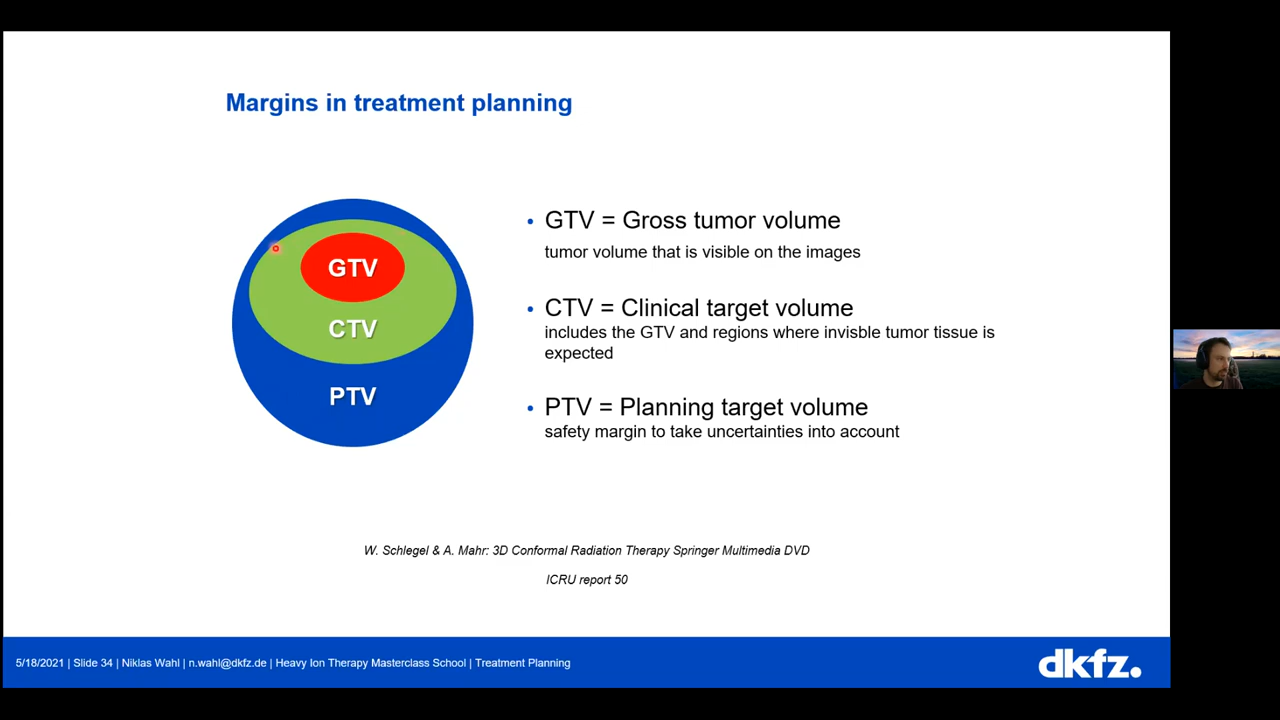 Margins in treatment planning
GTV
CTV
PTV
• GTV = Gross tumor volume
tumor volume that is visible on the images
• CTV = Clinical target volume
includes the GTV and regions where invisble tumor tissue is
expected
• PTV = Planning target volume
safety margin to take uncertainties into account
W. Schlegel & A. Mahr: 3D Conformal Radiation Therapy Springer Multimedia DVD
ICRU report 50
5/18/2021 | Slide 34 | Niklas Wahl | n.wahl@dkfz.de | Heavy Ion Therapy Masterclass School | Treatment Planning
dkfz.